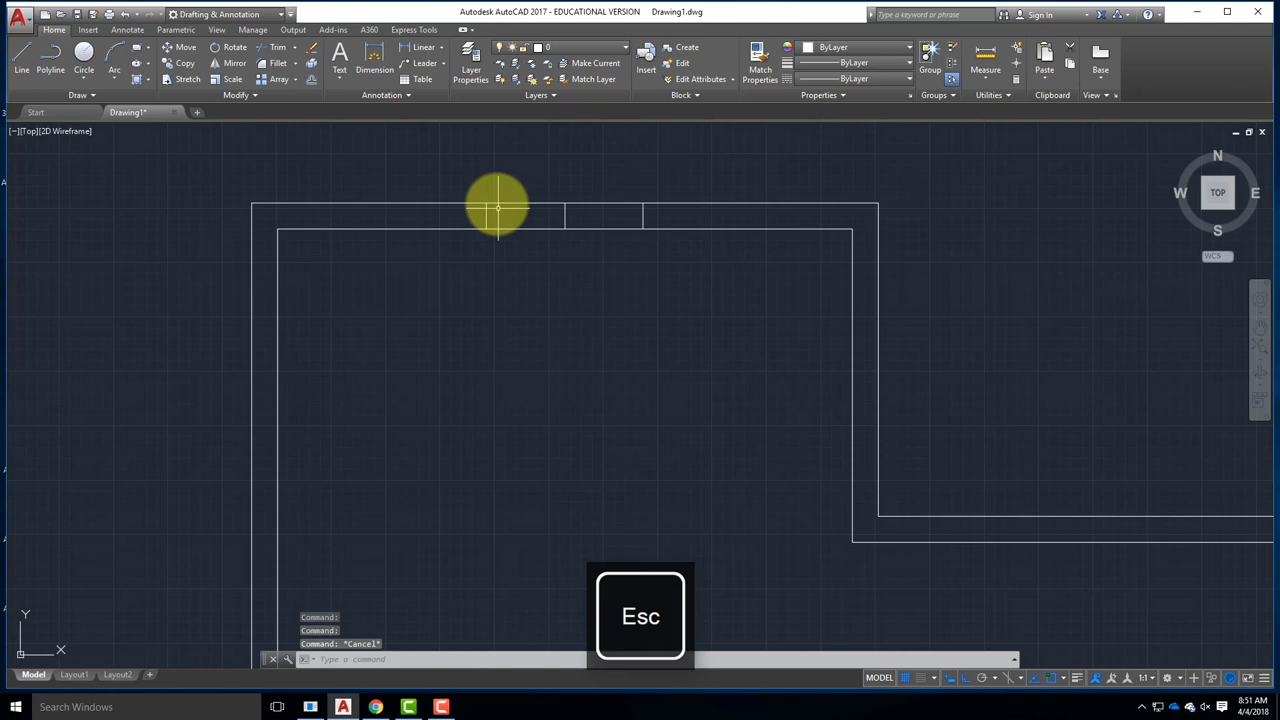 Drafting & Annotation
Autodesk AutoCAD 2017 - EDUCATIONAL VERSION Drawing1.dwg
Type a keyword or phrase
Sign In
Home Insert Annotate Parametric View Manage Output Add-ins A360 Express Tools
Line Polyline Circle Arc
Move Rotate Trim
Copy Mirror Fillet
Stretch Scale Array
Text Dimension
Linear
Leader
Table
Layer Properties
0
Make Current
Match Layer
Insert
Create
Edit
Edit Attributes
Match Properties
ByLayer
ByLayer
ByLayer
Group Measure Paste Base
Draw Modify Annotation Layers Block Properties Groups Utilities Clipboard View
Start Drawing1*
[−][Top][2D Wireframe]
N
W TOP E
S
WCS
Esc
Y
X
Command:
Command:
Command: *Cancel*
Type a command
Model Layout1 Layout2
MODEL 1:1
Search Windows
8:51 AM
4/4/2018